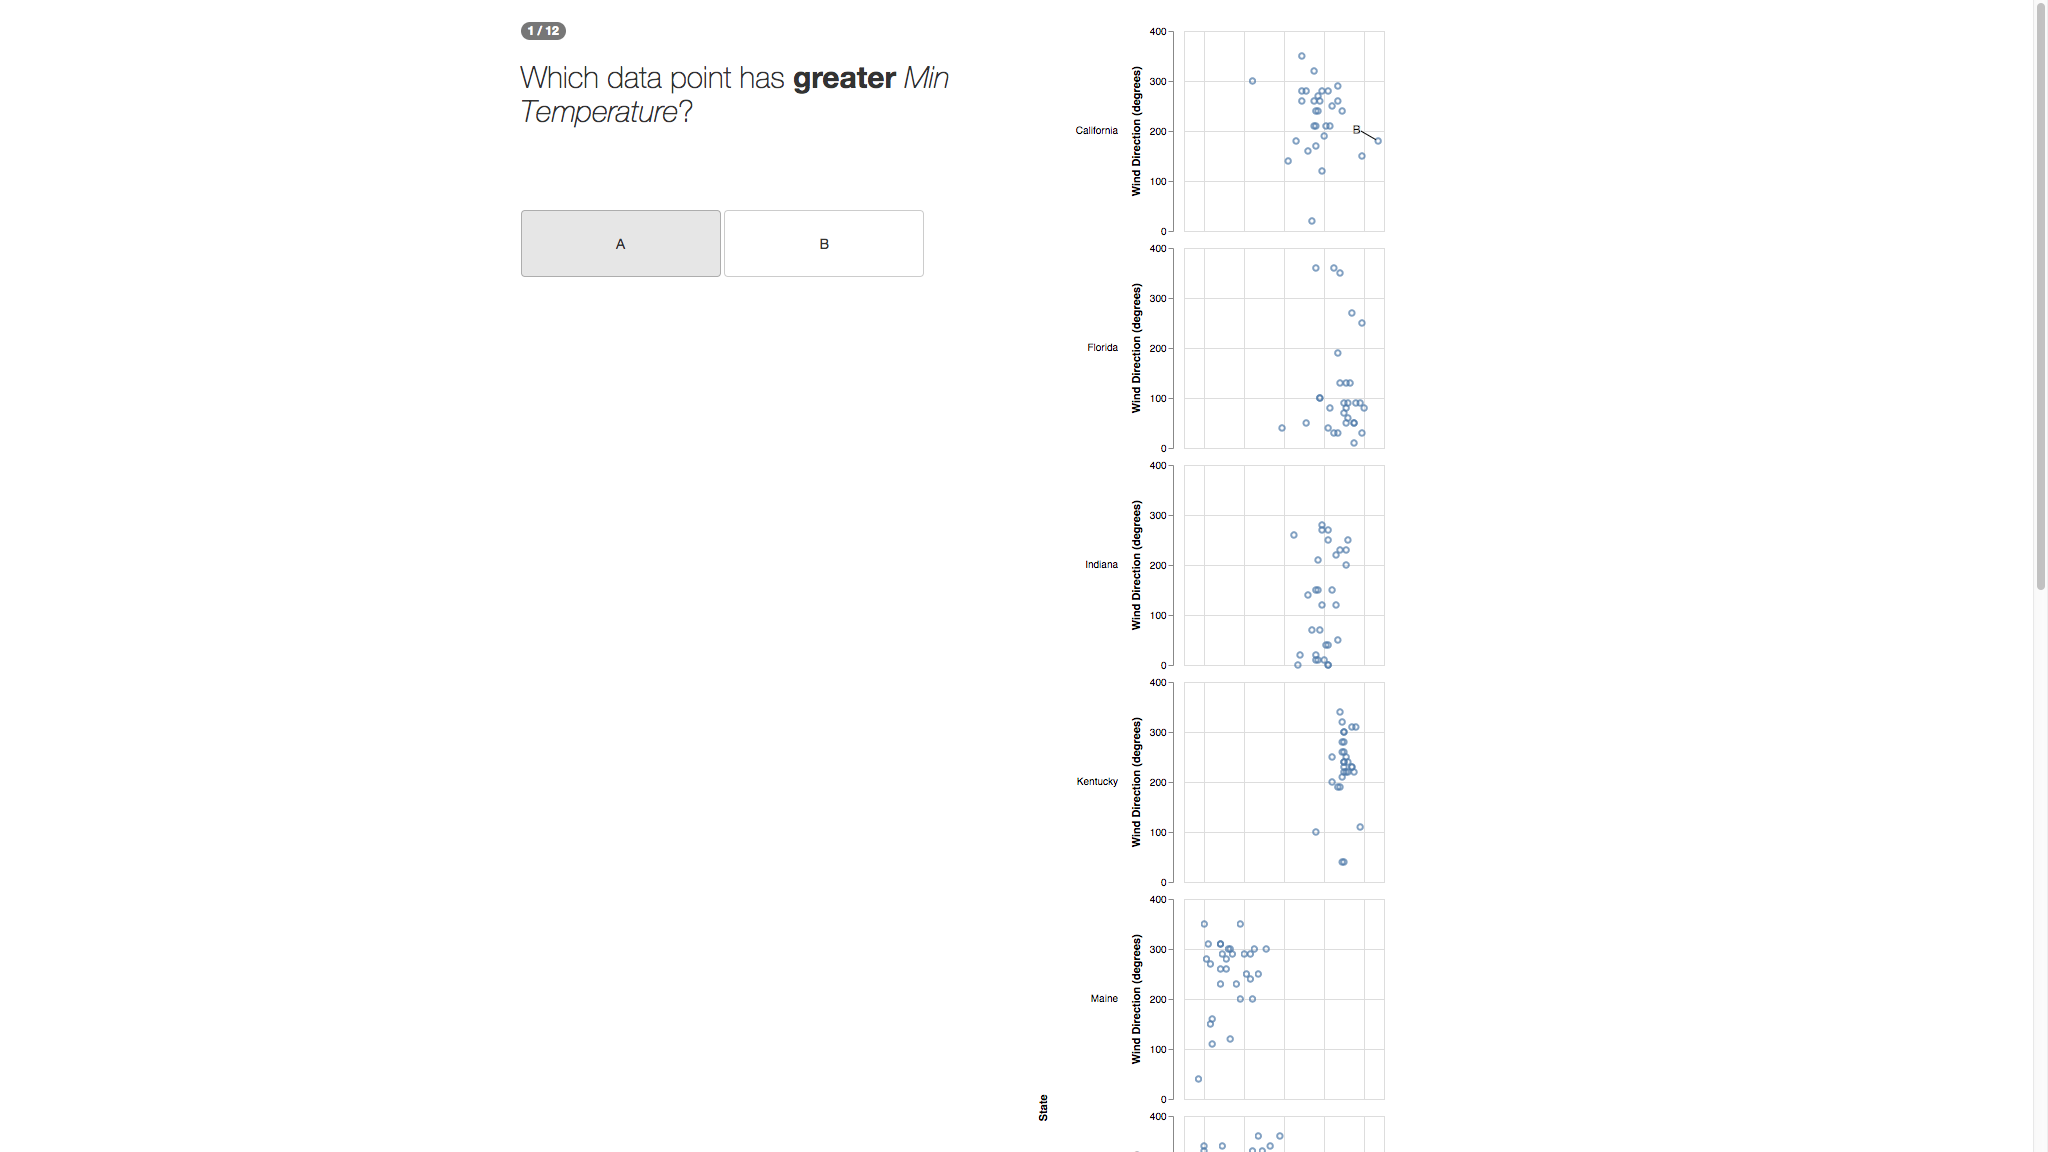 1 / 12
Which data point has greater Min
Temperature?
A
B
State
California
Wind Direction (degrees)
400
300
200
100
0
B
Florida
Wind Direction (degrees)
400
300
200
100
0
Indiana
Wind Direction (degrees)
400
300
200
100
0
Kentucky
Wind Direction (degrees)
400
300
200
100
0
Maine
Wind Direction (degrees)
400
300
200
100
0
400